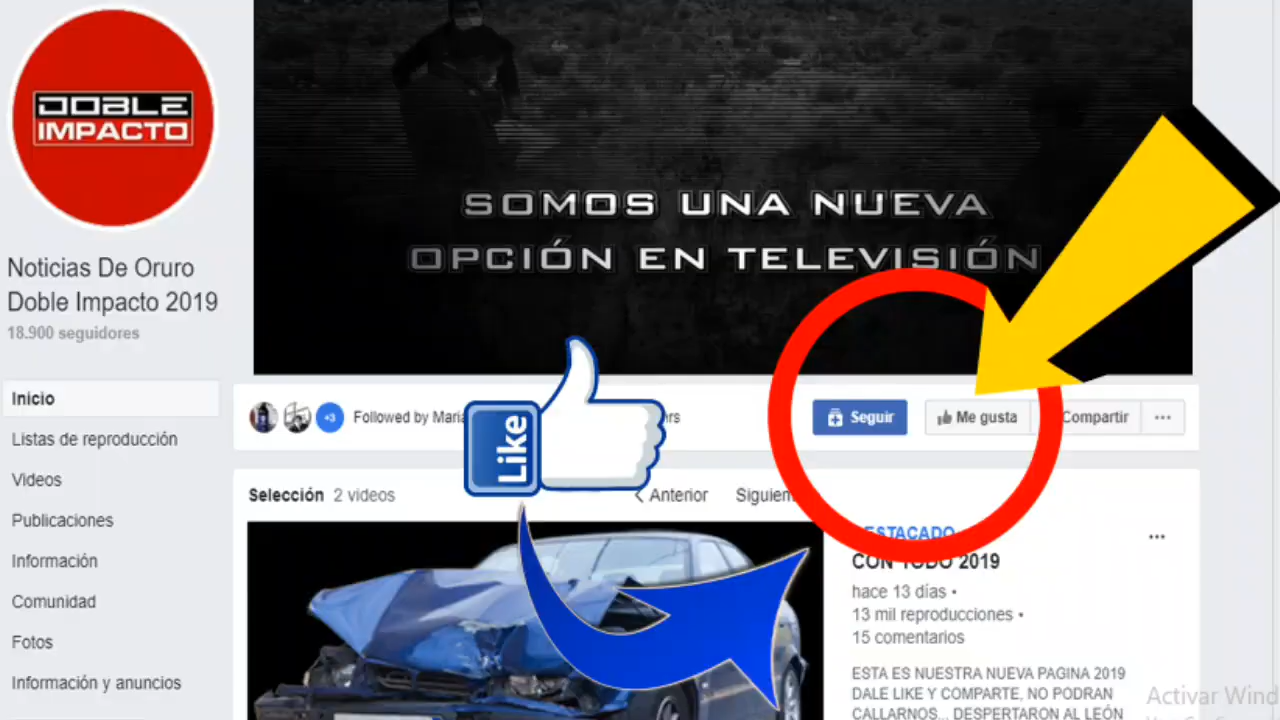 DOBLE
IMPACTO
Noticias De Oruro
Doble Impacto 2019
18.900 seguidores
Inicio
Listas de reproducción
Videos
Publicaciones
Información
Comunidad
Fotos
Información y anuncios
SOMOS UNA NUEVA
OPCIÓN EN TELEVISIÓN
+3
Followed by
Like
Seguir
Me gusta
Compartir
Selección 2 videos
Anterior
DESTACADO
CON TODO 2019
hace 13 días •
13 mil reproducciones •
15 comentarios
ESTA ES NUESTRA NUEVA PAGINA 2019
DALE LIKE Y COMPARTE, NO PODRAN
CALLARNOS... DESPERTARON AL LEÓN
Activar Wind